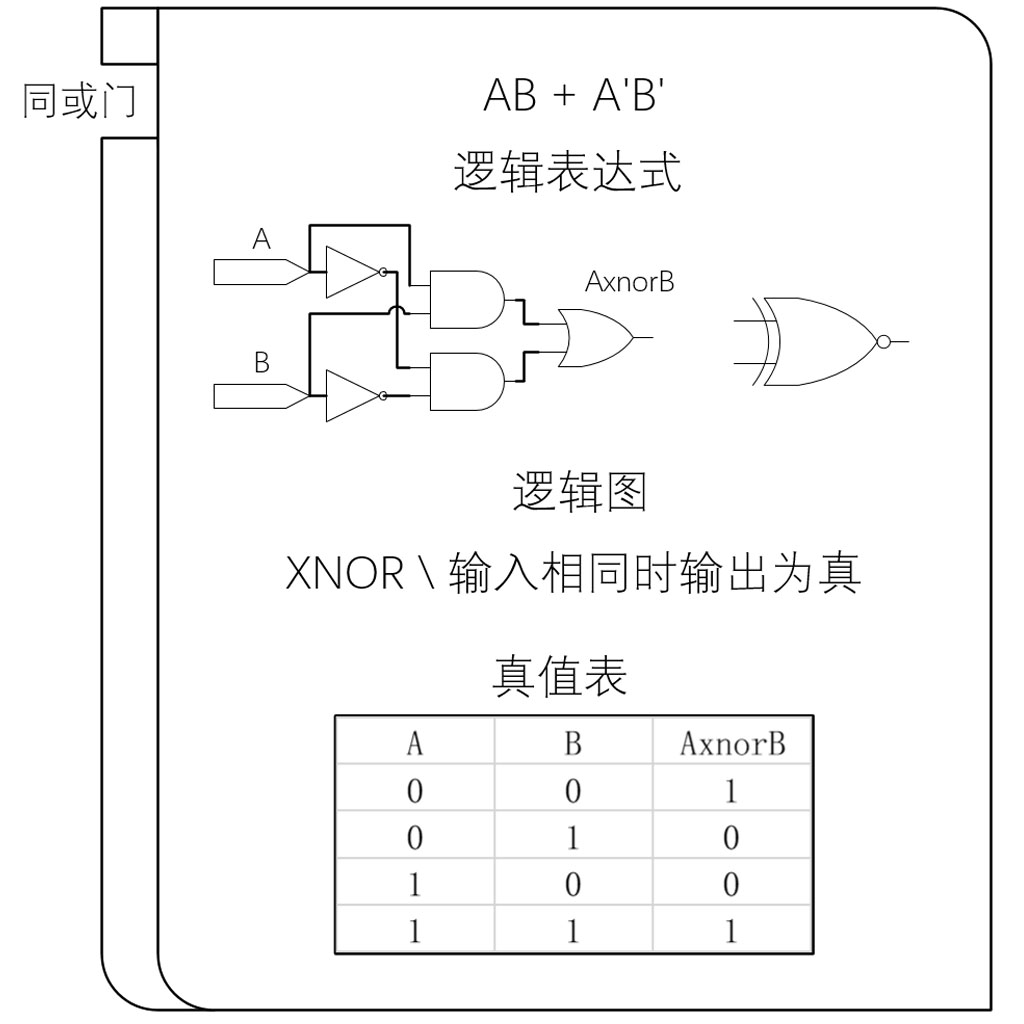 同或门
AB + A'B'
逻辑表达式
A
AxnorB
B
逻辑图
XNOR \ 输入相同时输出为真
真值表
A B AxnorB
0 0 1
0 1 0
1 0 0
1 1 1